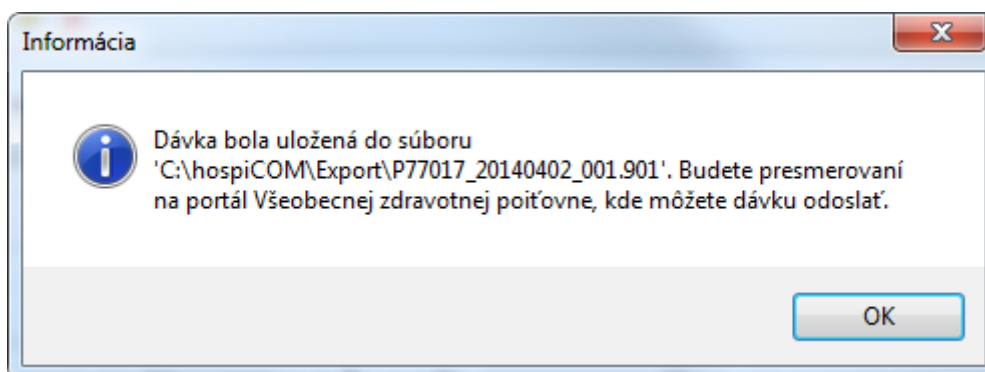 Informácia
Dávka bola uložená do súboru
'C:\hospiCOM\Export\P77017_20140402_001.901'. Budete presmerovaní
na portál Všeobecnej zdravotnej poiťovne, kde môžete dávku odoslať.
OK